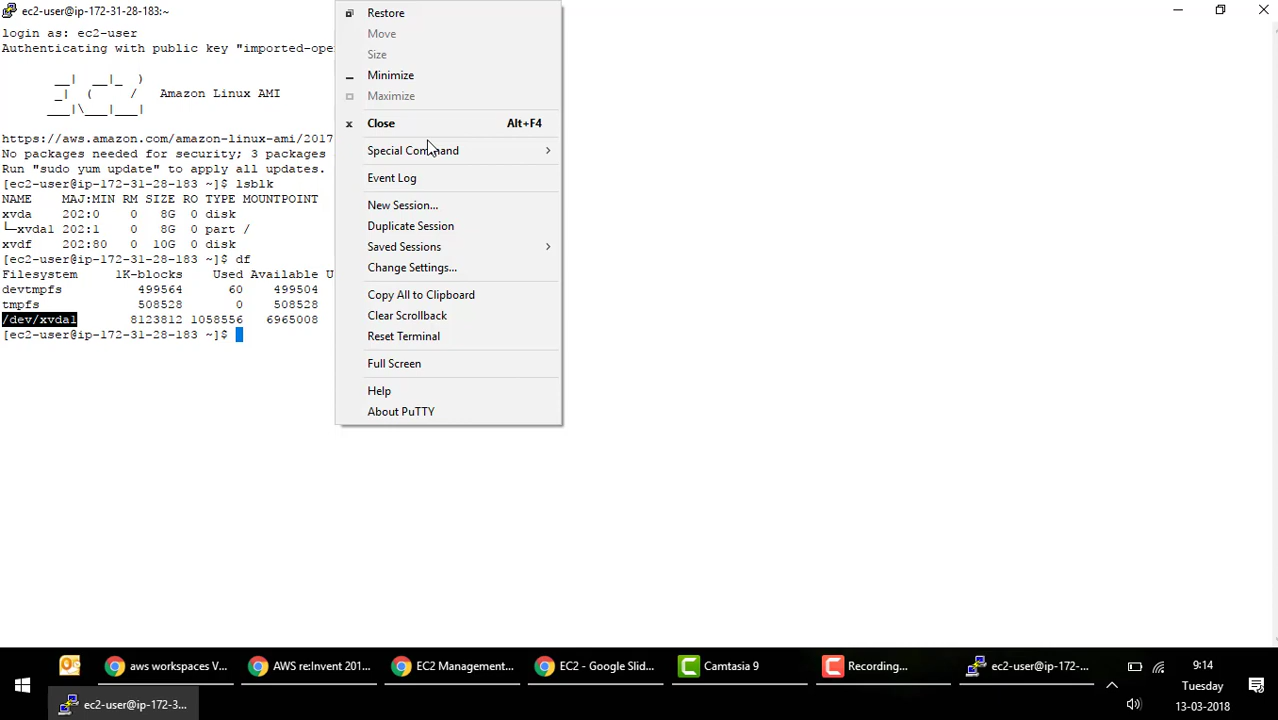 ec2-user@ip-172-31-28-183:~
login as: ec2-user
Authenticating with public key "imported-ope
__| __|_ )
_| ( / Amazon Linux AMI
___|\___|___|
https://aws.amazon.com/amazon-linux-ami/2017
No packages needed for security; 3 packages
Run "sudo yum update" to apply all updates.
[ec2-user@ip-172-31-28-183 ~]$ lsblk
NAME MAJ:MIN RM SIZE RO TYPE MOUNTPOINT
xvda 202:0 0 8G 0 disk
└─xvda1 202:1 0 8G 0 part /
xvdf 202:80 0 10G 0 disk
[ec2-user@ip-172-31-28-183 ~]$ df
Filesystem 1K-blocks Used Available U
devtmpfs 499564 60 499504
tmpfs 508528 0 508528
/dev/xvda1 8123812 1058556 6965008
[ec2-user@ip-172-31-28-183 ~]$
Restore
Move
Size
Minimize
Maximize
Close Alt+F4
Special Command
Event Log
New Session...
Duplicate Session
Saved Sessions
Change Settings...
Copy All to Clipboard
Clear Scrollback
Reset Terminal
Full Screen
Help
About PuTTY
aws workspaces V...
AWS re:Invent 201...
EC2 Management...
EC2 - Google Slid...
Camtasia 9
Recording...
ec2-user@ip-172-...
9:14
Tuesday
13-03-2018
ec2-user@ip-172-3...